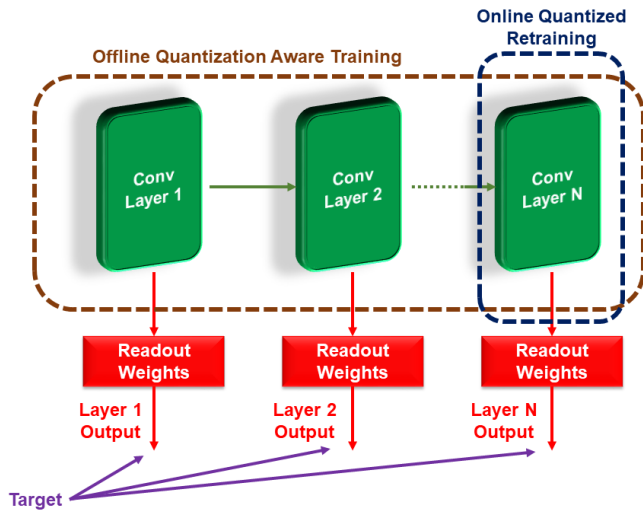 Online Quantized
Retraining
Offline Quantization Aware Training
Conv
Layer 1
Conv
Layer 2
Conv
Layer N
Readout
Weights
Readout
Weights
Readout
Weights
Layer 1
Output
Layer 2
Output
Layer N
Output
Target